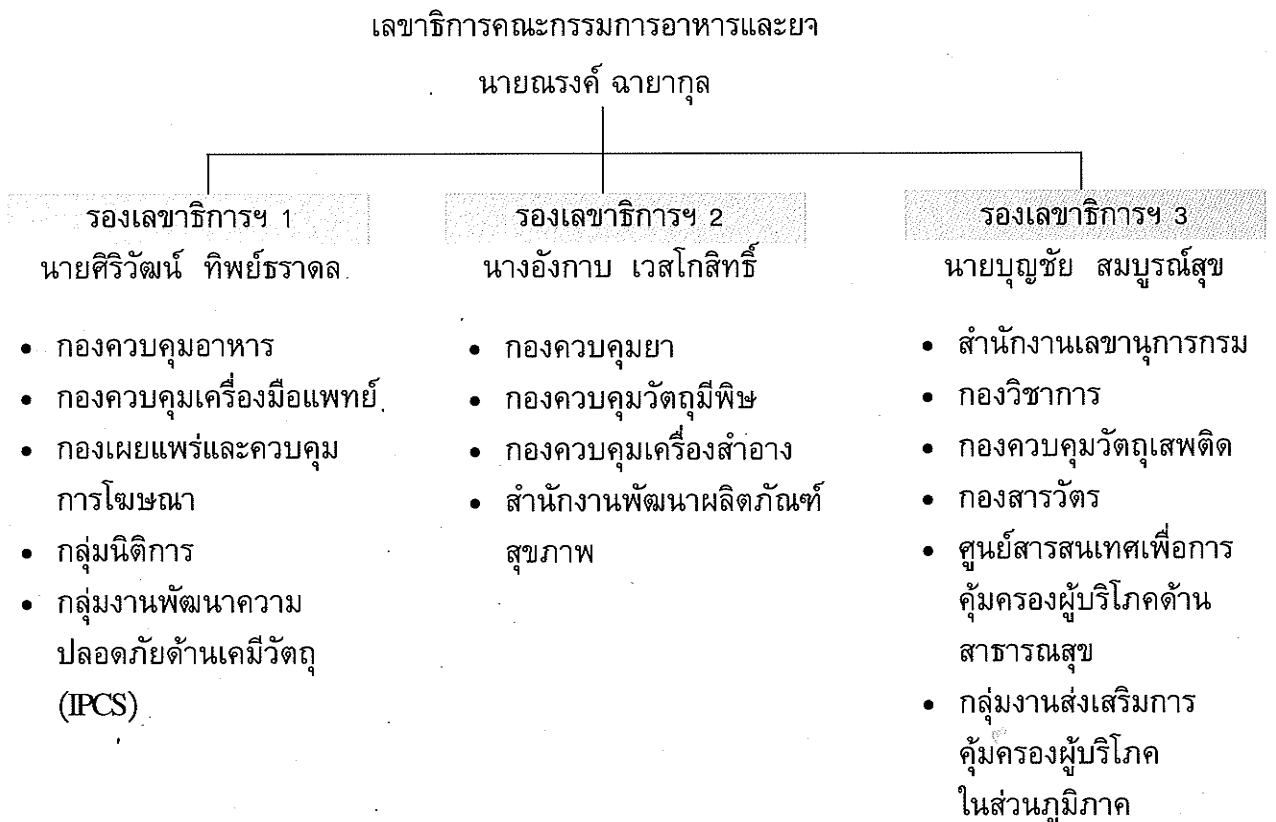 เลขาธิการคณะกรรมการอาหารและยา
นายณรงค์ ฉายากุล
รองเลขาธิการฯ 1
นายศิริวัฒน์ ทิพย์ธราดล
• กองควบคุมอาหาร
• กองควบคุมเครื่องมือแพทย์
• กองเผยแพร่และควบคุม
การโฆษณา
• กลุ่มนิติการ
• กลุ่มงานพัฒนาความ
ปลอดภัยด้านเคมีวัตถุ
(IPCS)
รองเลขาธิการฯ 2
นางอังกาบ เวสโกสิทธิ์
• กองควบคุมยา
• กองควบคุมวัตถุมีพิษ
• กองควบคุมเครื่องสำอาง
• สำนักงานพัฒนาผลิตภัณฑ์
สุขภาพ
รองเลขาธิการฯ 3
นายบุญชัย สมบูรณ์สุข
• สำนักงานเลขานุการกรม
• กองวิชาการ
• กองควบคุมวัตถุเสพติด
• กองสารวัตร
• ศูนย์สารสนเทศเพื่อการ
คุ้มครองผู้บริโภคด้าน
สาธารณสุข
• กลุ่มงานส่งเสริมการ
คุ้มครองผู้บริโภค
ในส่วนภูมิภาค